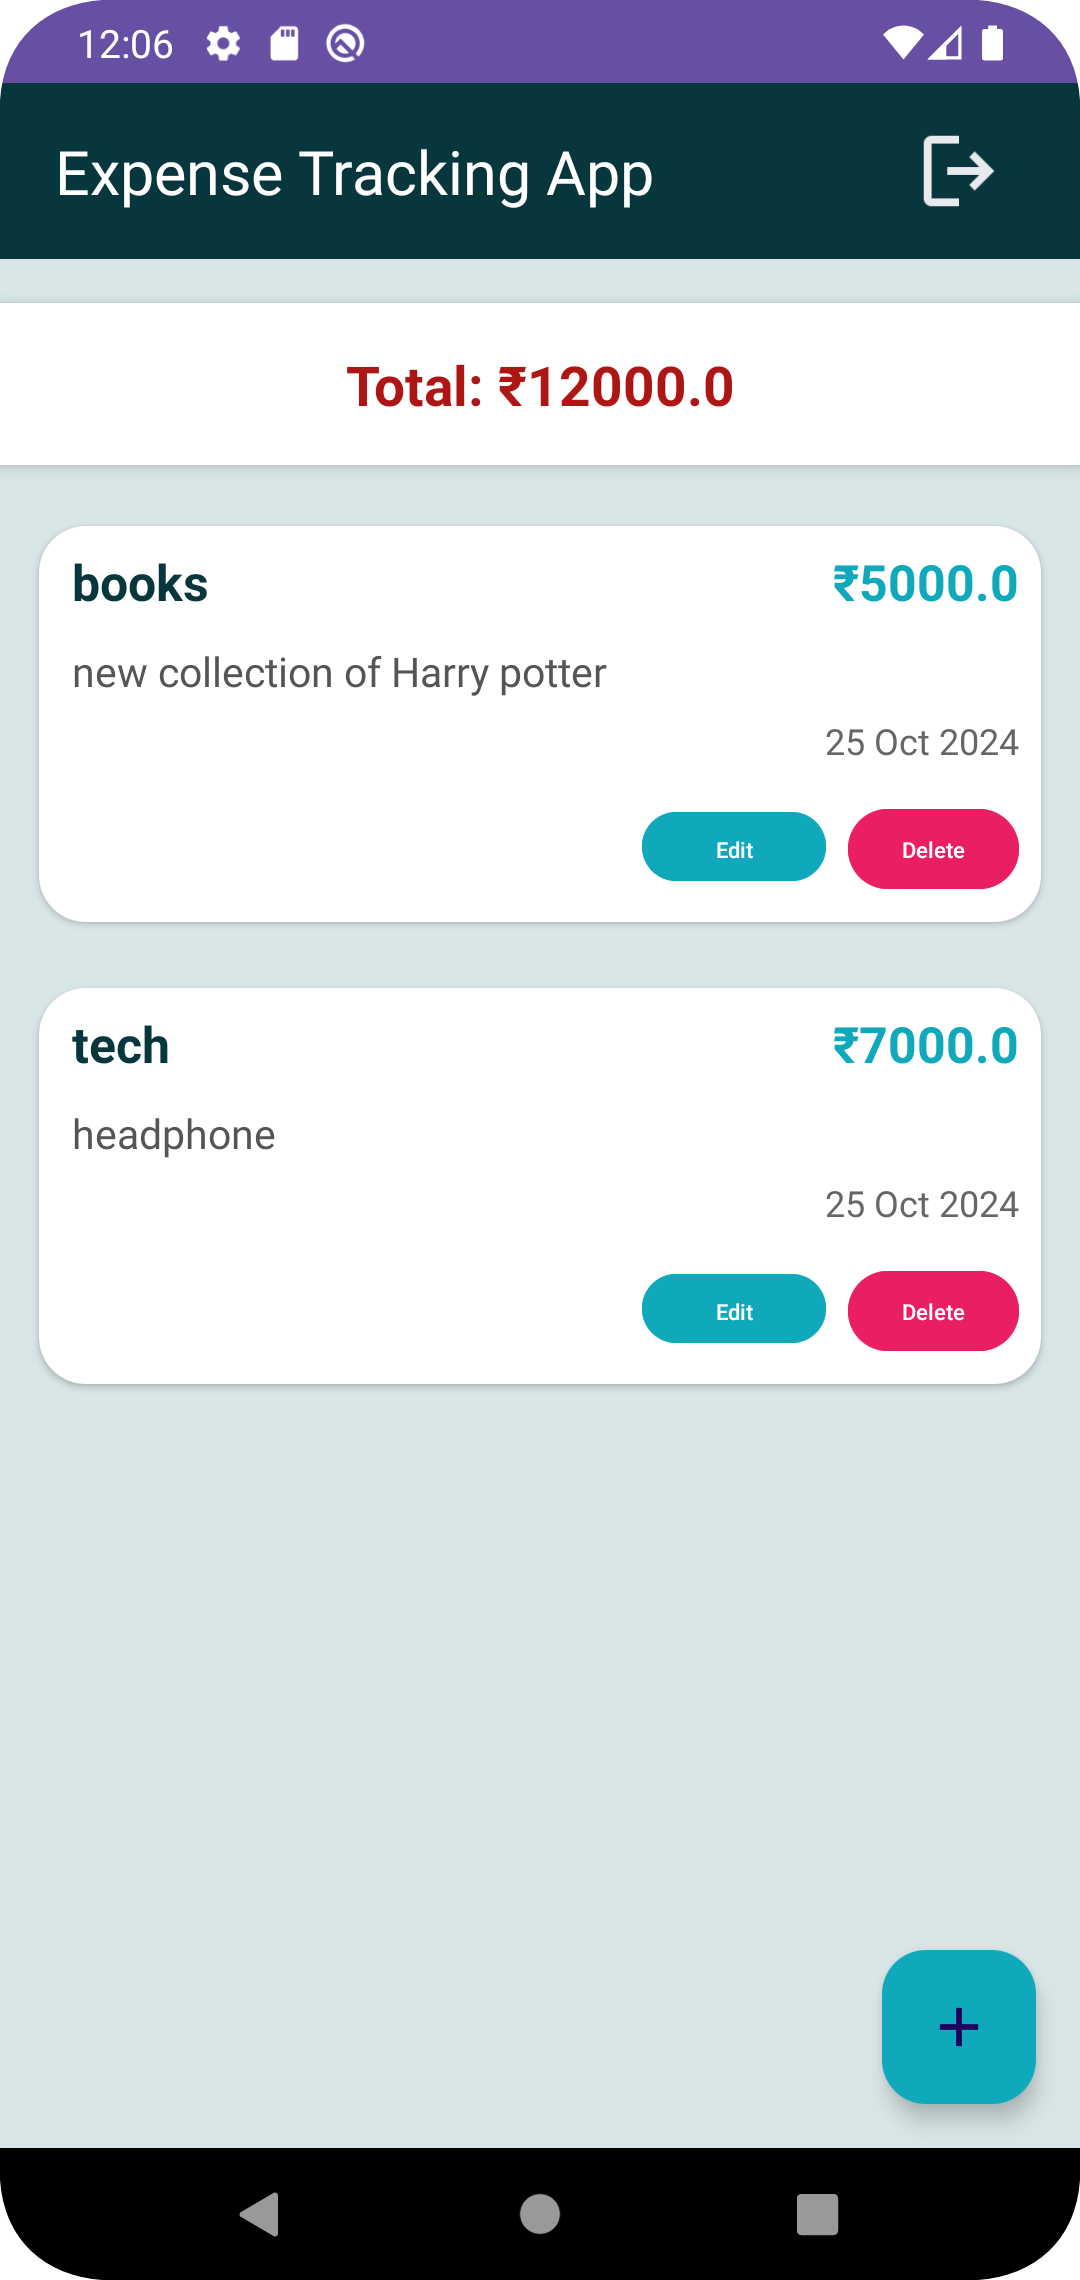 12:06
Expense Tracking App
Total: ₹12000.0
books ₹5000.0
new collection of Harry potter
25 Oct 2024
Edit Delete
tech ₹7000.0
headphone
25 Oct 2024
Edit Delete
+